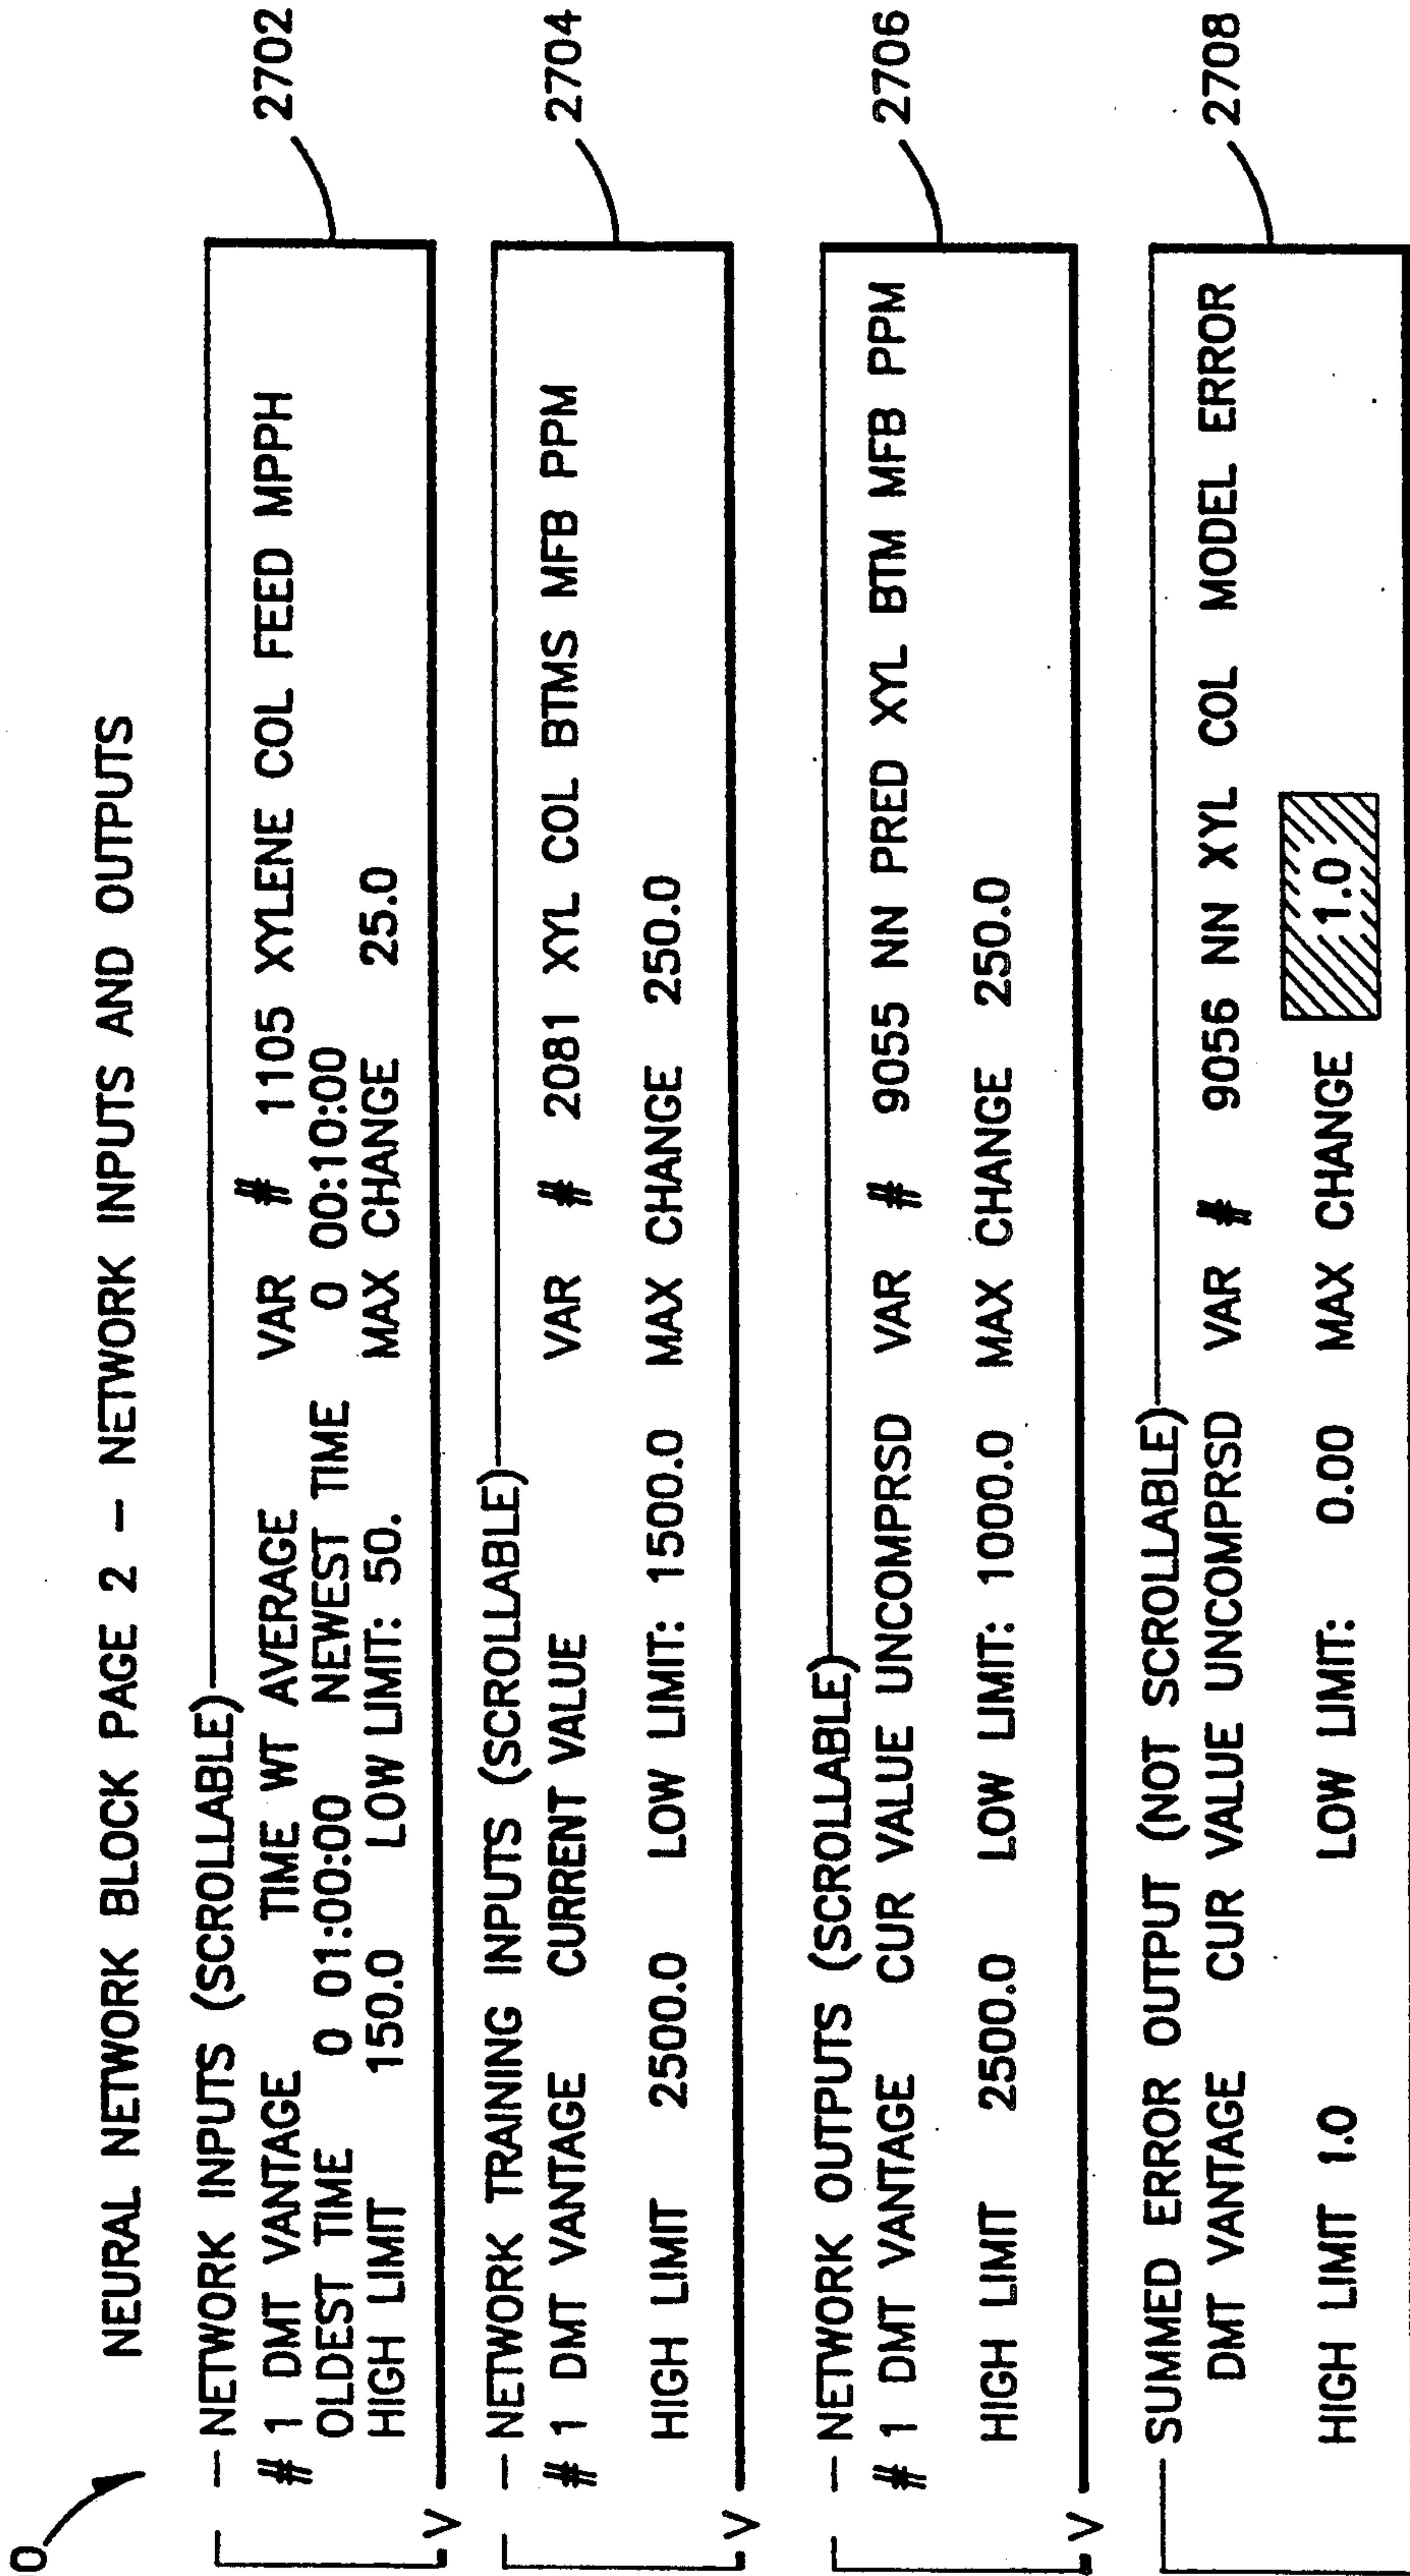 0
NEURAL NETWORK BLOCK PAGE 2 — NETWORK INPUTS AND OUTPUTS
NETWORK INPUTS (SCROLLABLE)
# 1 DMT VANTAGE TIME WT AVERAGE VAR # 1105 XYLENE COL FEED MPPH
OLDEST TIME 0 01:00:00 NEWEST TIME 0 00:10:00
HIGH LIMIT 150.0 LOW LIMIT: 50. MAX CHANGE 25.0
V
2702
NETWORK TRAINING INPUTS (SCROLLABLE)
# 1 DMT VANTAGE CURRENT VALUE VAR # 2081 XYL COL BTMS MFB PPM
HIGH LIMIT 2500.0 LOW LIMIT: 1500.0 MAX CHANGE 250.0
V
2704
NETWORK OUTPUTS (SCROLLABLE)
# 1 DMT VANTAGE CUR VALUE UNCOMPRSD VAR # 9055 NN PRED XYL BTM MFB PPM
HIGH LIMIT 2500.0 LOW LIMIT: 1000.0 MAX CHANGE 250.0
V
2706
SUMMED ERROR OUTPUT (NOT SCROLLABLE)
DMT VANTAGE CUR VALUE UNCOMPRSD VAR # 9056 NN XYL COL MODEL ERROR
HIGH LIMIT 1.0 LOW LIMIT: 0.00 MAX CHANGE 1.0
2708